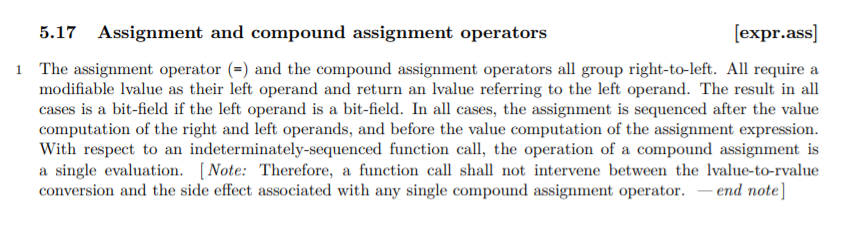 5.17 Assignment and compound assignment operators [expr.ass]
1 The assignment operator (=) and the compound assignment operators all group right-to-left. All require a
modifiable lvalue as their left operand and return an lvalue referring to the left operand. The result in all
cases is a bit-field if the left operand is a bit-field. In all cases, the assignment is sequenced after the value
computation of the right and left operands, and before the value computation of the assignment expression.
With respect to an indeterminately-sequenced function call, the operation of a compound assignment is
a single evaluation. [ Note: Therefore, a function call shall not intervene between the lvalue-to-rvalue
conversion and the side effect associated with any single compound assignment operator. — end note ]